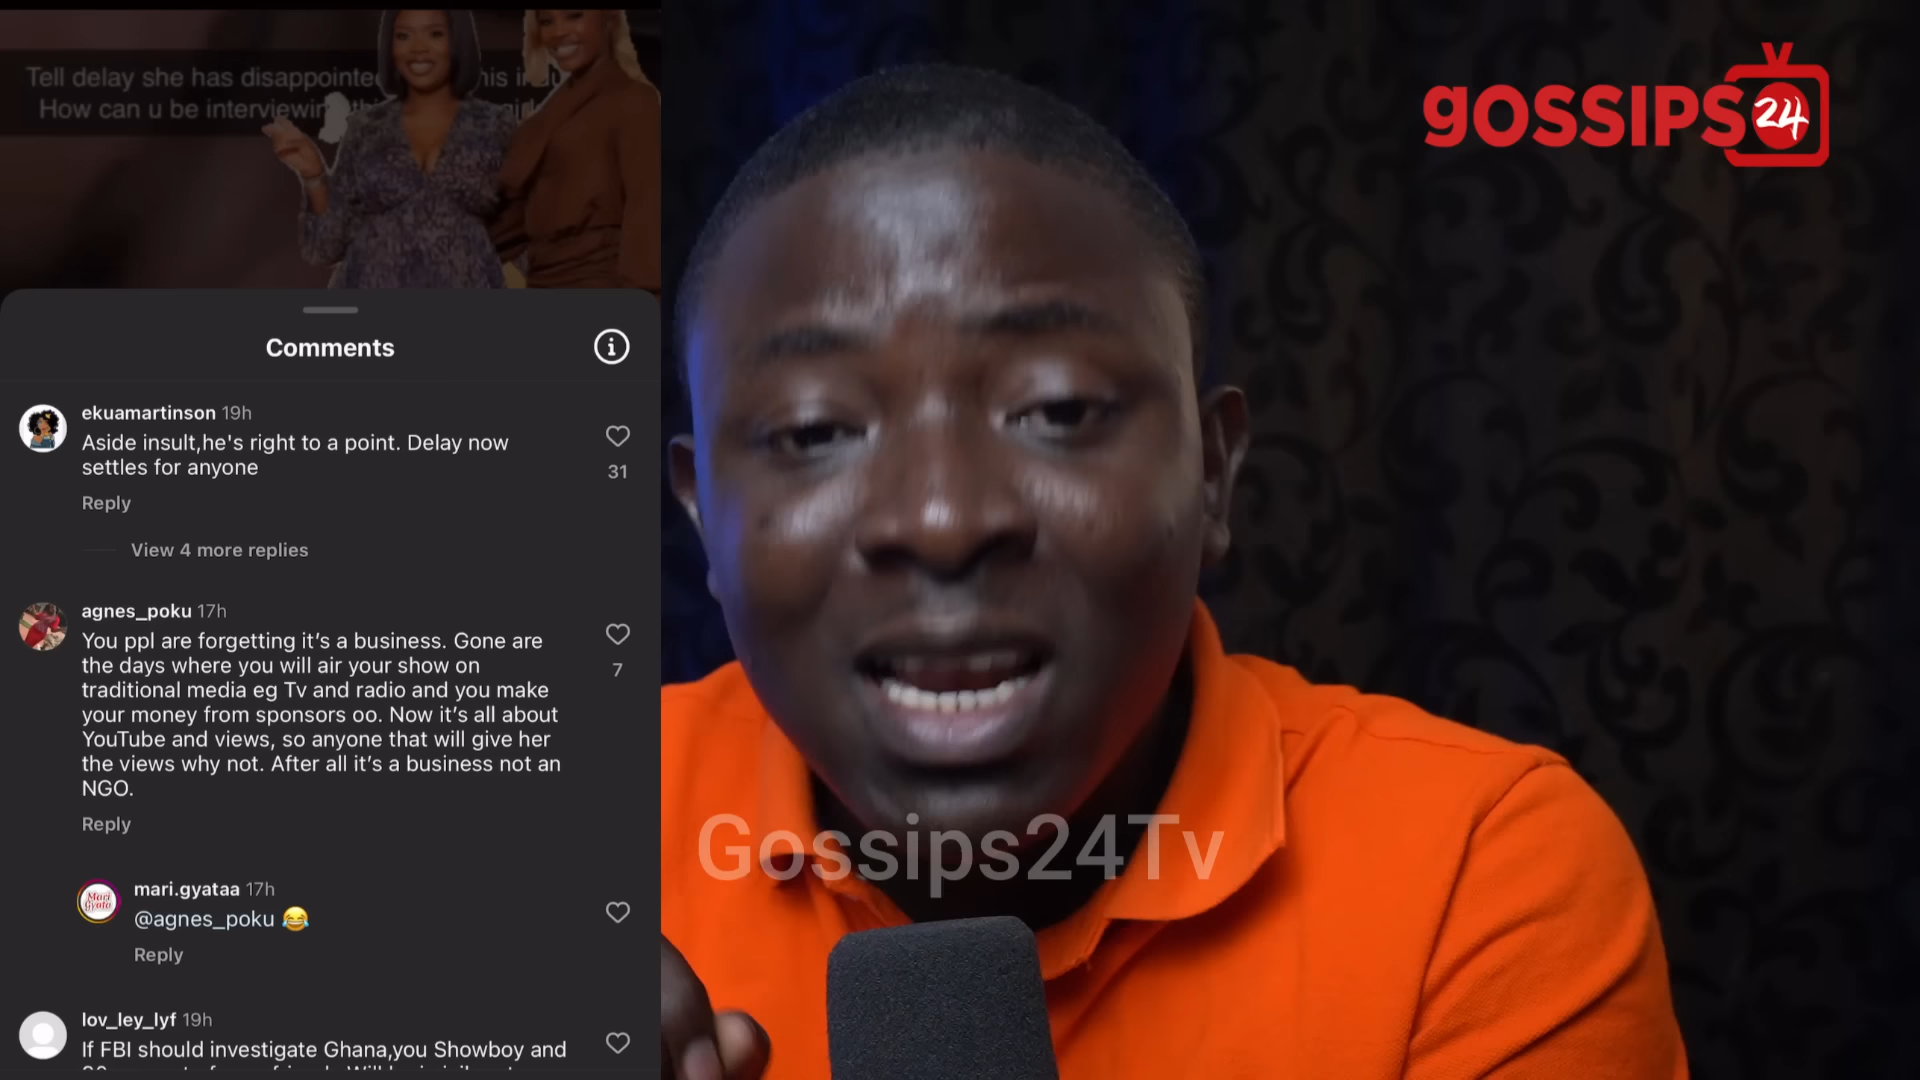 Tell delay she has disappointed
How can u be interviewing
Comments
ekuamartinson 19h
Aside insult,he's right to a point. Delay now
settles for anyone
31
Reply
View 4 more replies
agnes_poku 17h
You ppl are forgetting it’s a business. Gone are
the days where you will air your show on
traditional media eg Tv and radio and you make
your money from sponsors oo. Now it’s all about
YouTube and views, so anyone that will give her
the views why not. After all it’s a business not an
NGO.
7
Reply
mari.gyataa 17h
@agnes_poku 😂
Reply
lov_ley_lyf 19h
If FBI should investigate Ghana,you Showboy and
gOSSIPS24
Gossips24Tv